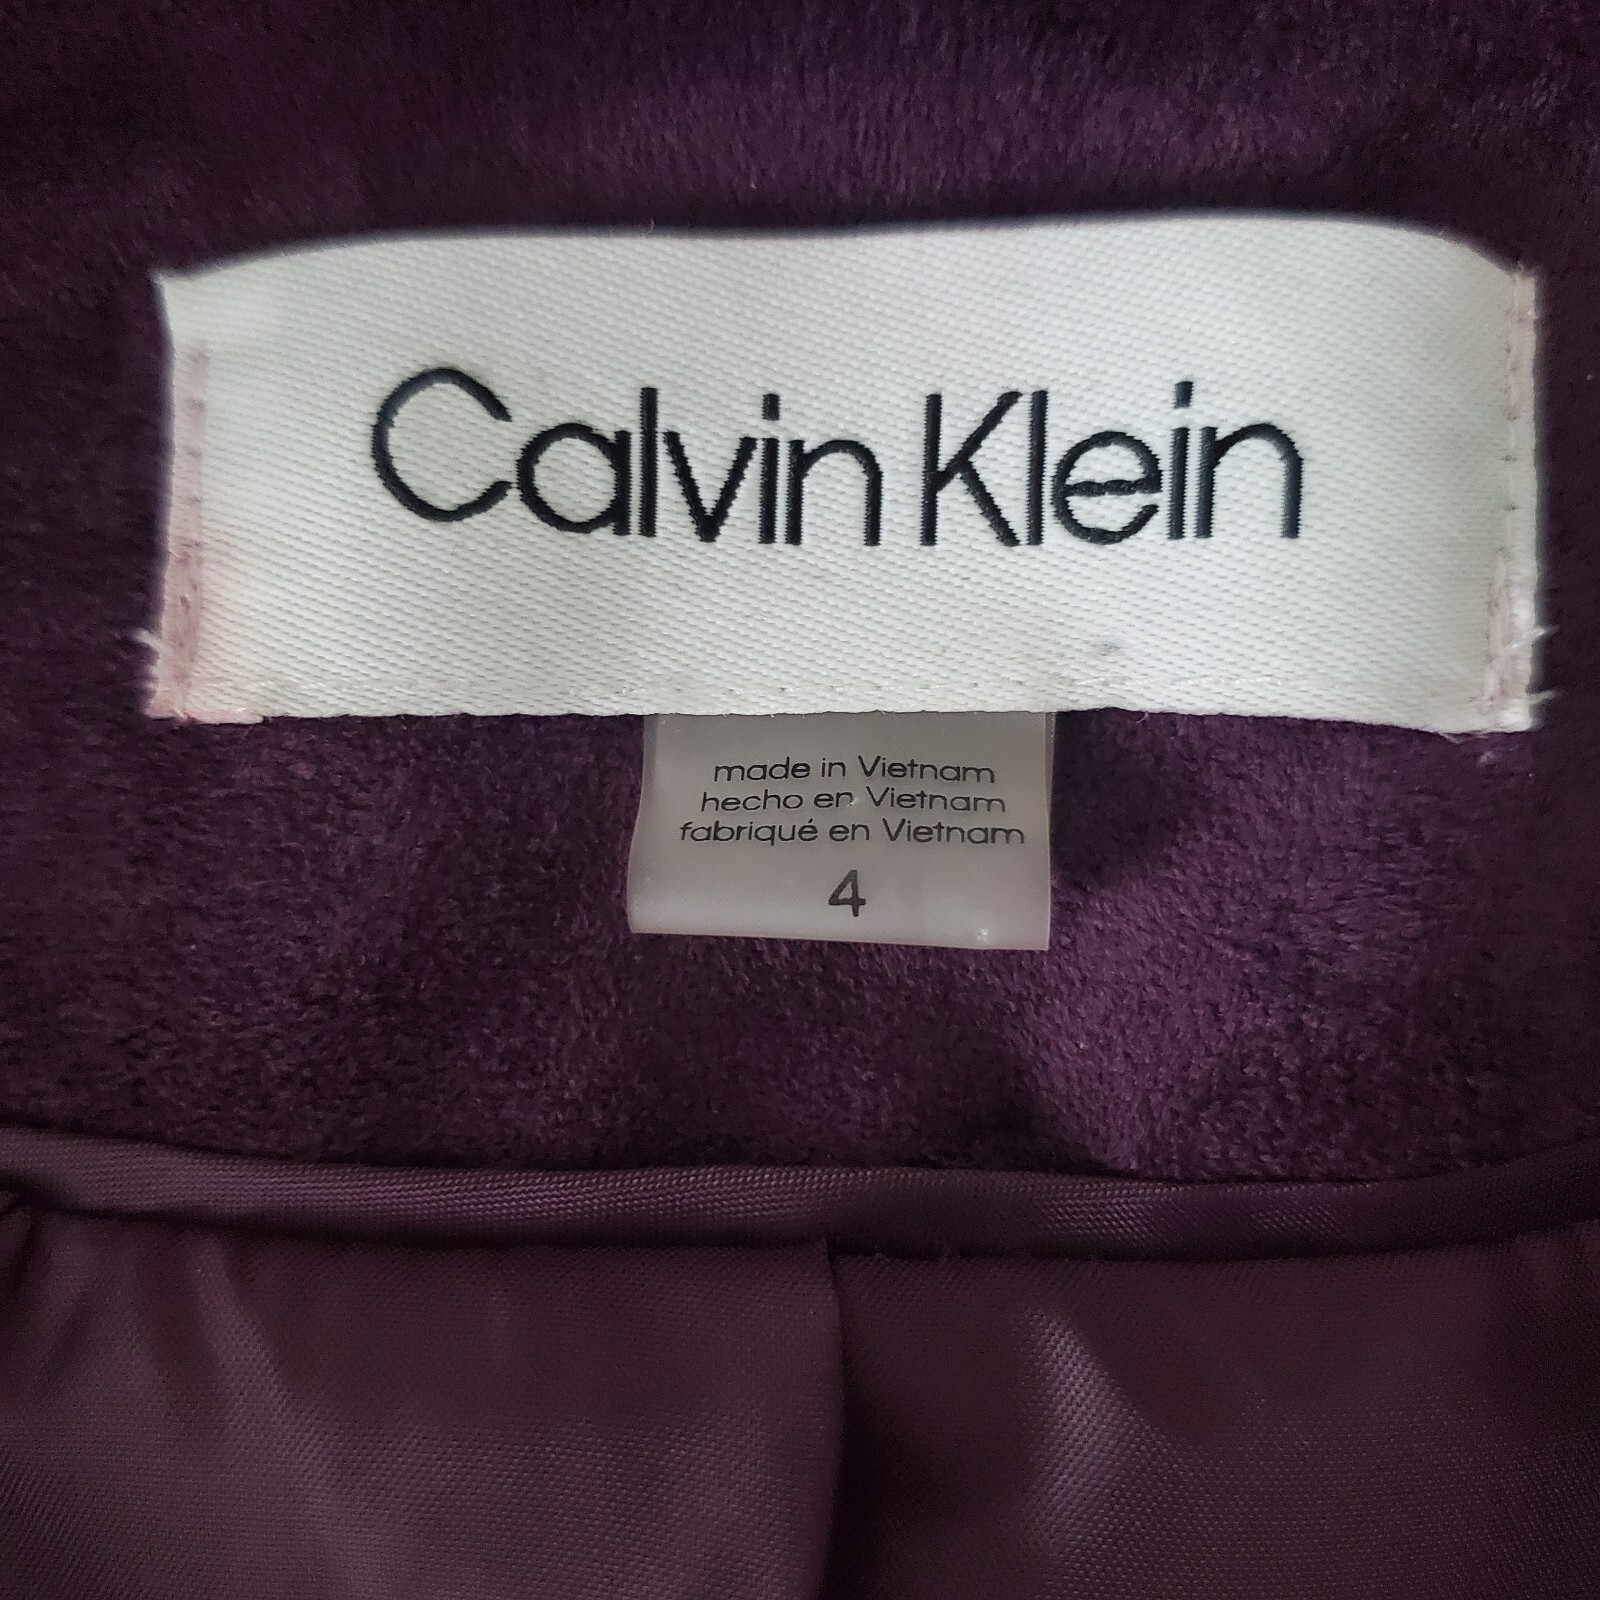 Calvin Klein
made in Vietnam
hecho en Vietnam
fabriqué en Vietnam
4